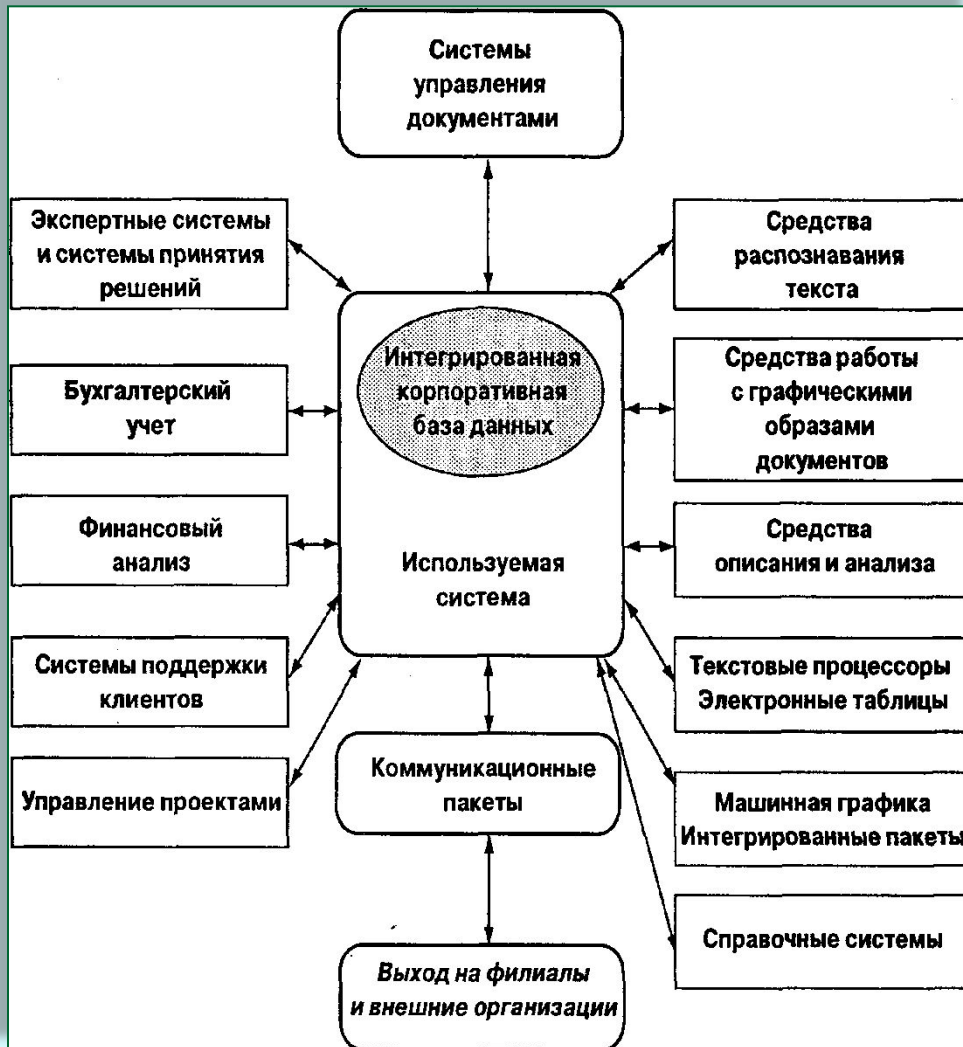 Системы
управления
документами
Экспертные системы
и системы принятия
решений
Средства
распознавания
текста
Интегрированная
корпоративная
база данных
Бухгалтерский
учет
Средства работы
с графическими
образами
документов
Финансовый
анализ
Используемая
система
Средства
описания и анализа
Системы поддержки
клиентов
Текстовые процессоры
Электронные таблицы
Управление проектами
Коммуникационные
пакеты
Машинная графика
Интегрированные пакеты
Справочные системы
Выход на филиалы
и внешние организации